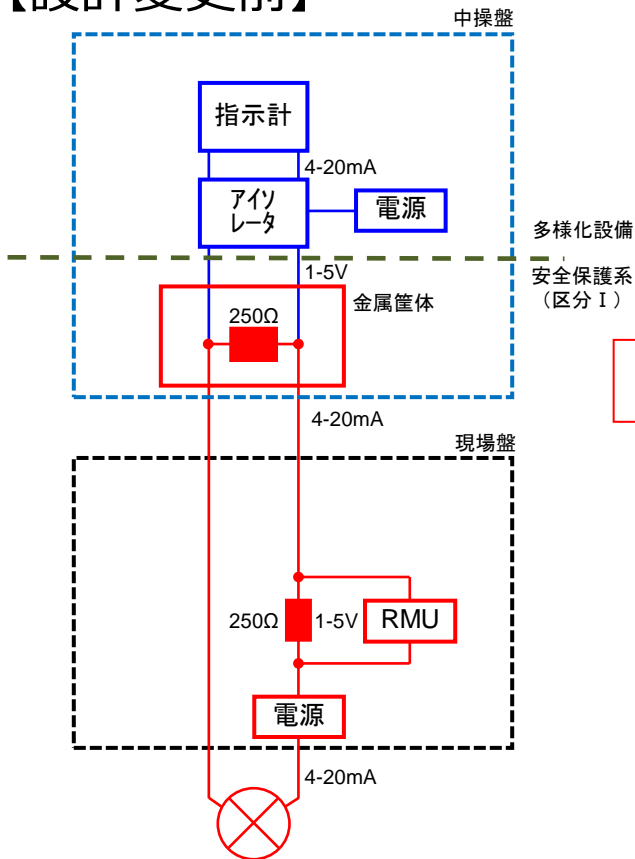 【設計変更前】
中操盤
指示計
4-20mA
アイソ
レータ
電源
多様化設備
1-5V
安全保護系
（区分Ⅰ）
金属筐体
250Ω
4-20mA
現場盤
250Ω
1-5V
RMU
電源
4-20mA